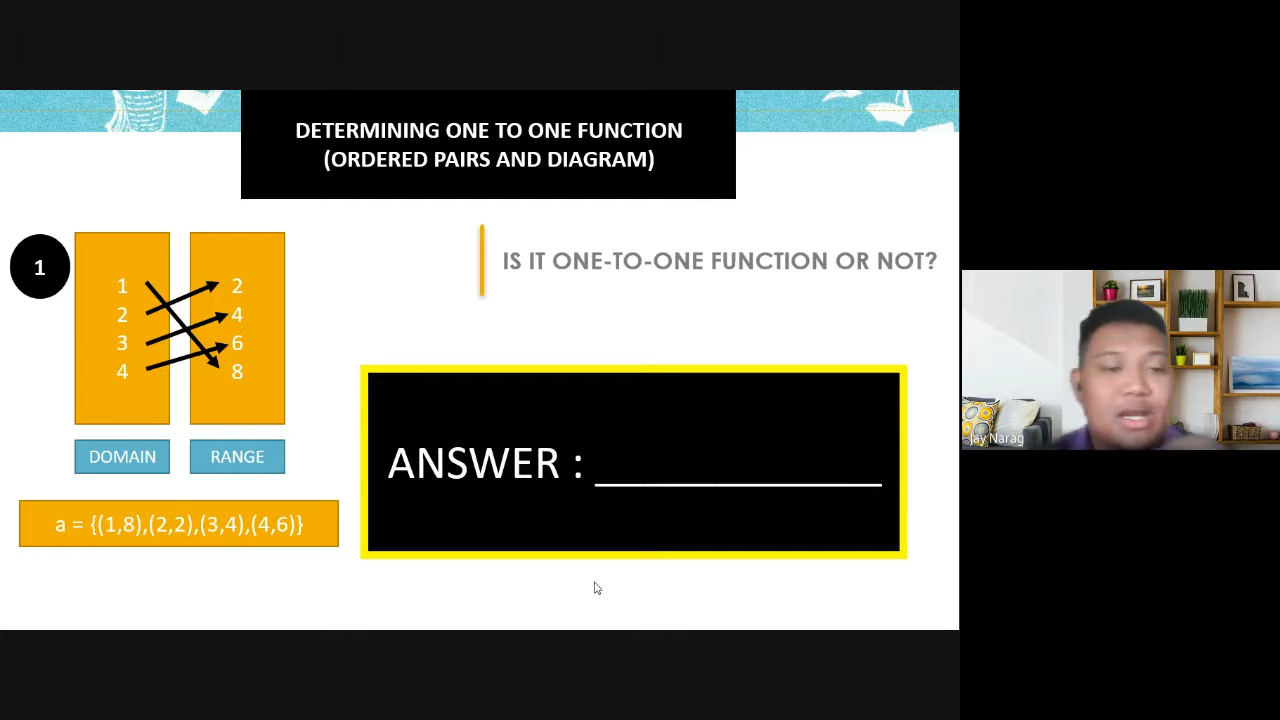 DETERMINING ONE TO ONE FUNCTION
(ORDERED PAIRS AND DIAGRAM)
1
1 2
2 4
3 6
4 8
DOMAIN RANGE
a = {(1,8),(2,2),(3,4),(4,6)}
IS IT ONE-TO-ONE FUNCTION OR NOT?
ANSWER : ______________
Jay Narag